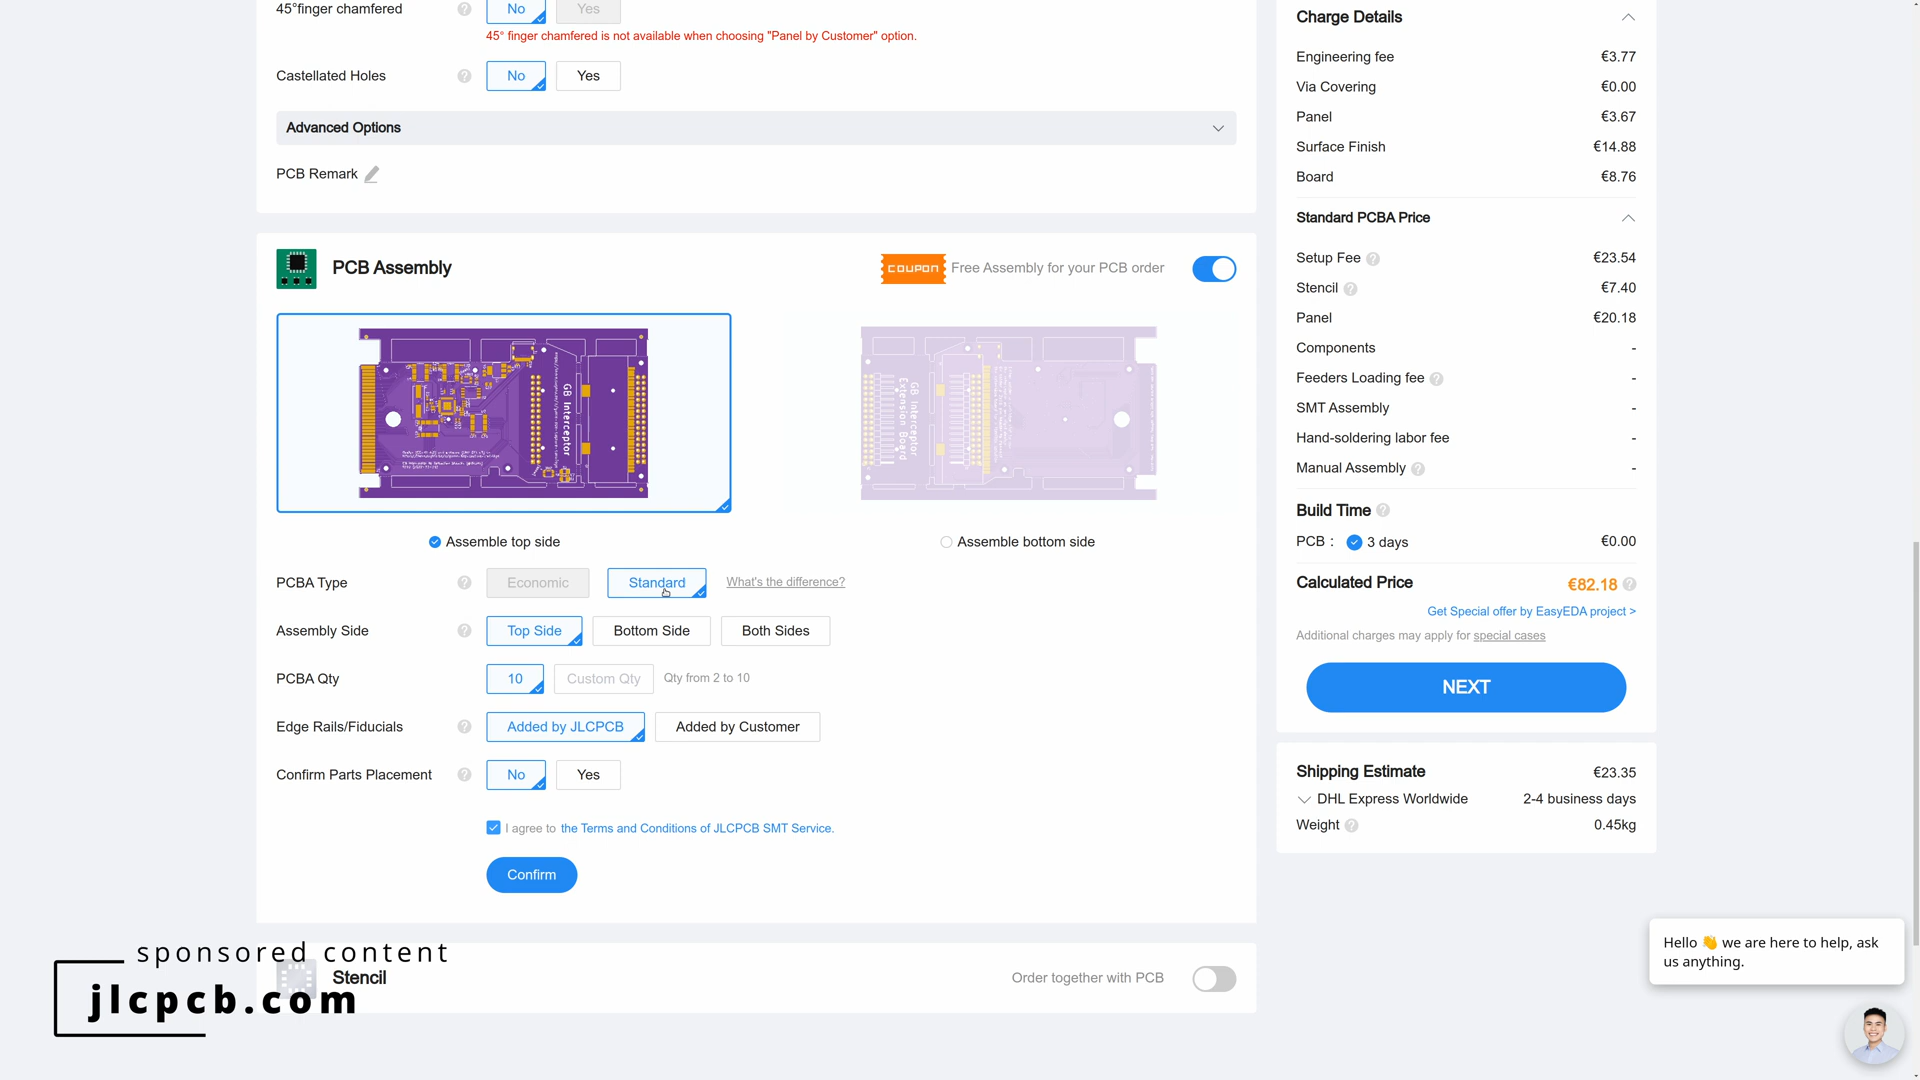 45°finger chamfered ? No Yes
45° finger chamfered is not available when choosing "Panel by Customer" option.
Castellated Holes ? No Yes
Advanced Options
PCB Remark
PCB Assembly
COUPON Free Assembly for your PCB order
GB Interceptor
GB Interceptor
Extension Board
Assemble top side
Assemble bottom side
PCBA Type ? Economic Standard What's the difference?
Assembly Side ? Top Side Bottom Side Both Sides
PCBA Qty 10 Custom Qty Qty from 2 to 10
Edge Rails/Fiducials ? Added by JLCPCB Added by Customer
Confirm Parts Placement ? No Yes
I agree to the Terms and Conditions of JLCPCB SMT Service.
Confirm
Stencil
Order together with PCB
sponsored content
jlcpcb.com
Charge Details
Engineering fee €3.77
Via Covering €0.00
Panel €3.67
Surface Finish €14.88
Board €8.76
Standard PCBA Price
Setup Fee ? €23.54
Stencil ? €7.40
Panel €20.18
Components -
Feeders Loading fee ? -
SMT Assembly -
Hand-soldering labor fee -
Manual Assembly ? -
Build Time ?
PCB : 3 days €0.00
Calculated Price €82.18 ?
Get Special offer by EasyEDA project >
Additional charges may apply for special cases
NEXT
Shipping Estimate €23.35
DHL Express Worldwide 2-4 business days
Weight ? 0.45kg
Hello 👋 we are here to help, ask
us anything.